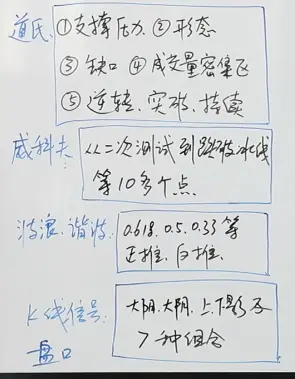 道氏: ①支撑压力. ②形态
③缺口 ④成交量密集区
⑤逆转、突破、持续
威科夫: 从二次测试到跌破冰线
等10多个点
波浪、谐波: 0.618、0.5、0.33等
正推、反推、
K线信号: 大阴、大阳、上、下影及
7种组合
盘口